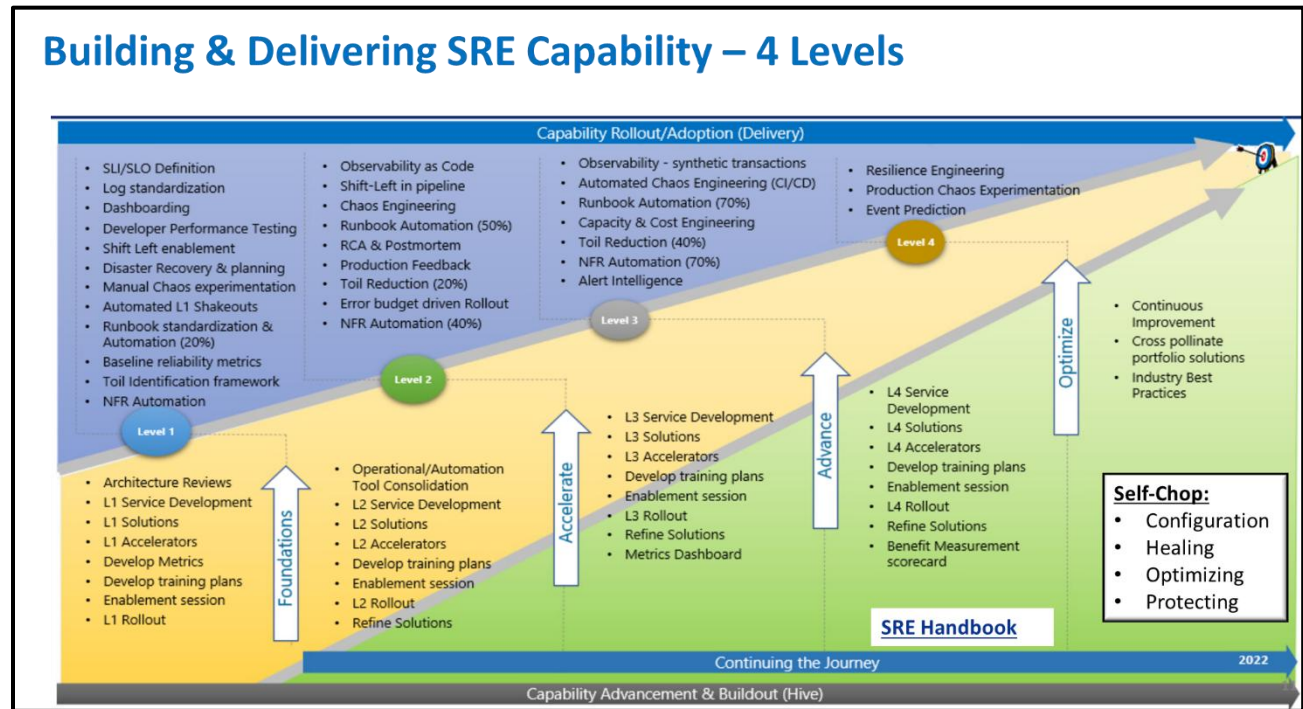 Building & Delivering SRE Capability – 4 Levels
Capability Rollout/Adoption (Delivery)
• SLI/SLO Definition
• Log standardization
• Dashboarding
• Developer Performance Testing
• Shift Left enablement
• Disaster Recovery & planning
• Manual Chaos experimentation
• Automated L1 Shakeouts
• Runbook standardization &
Automation (20%)
• Baseline reliability metrics
• Toil Identification framework
• NFR Automation
Level 1
• Observability as Code
• Shift-Left in pipeline
• Chaos Engineering
• Runbook Automation (50%)
• RCA & Postmortem
• Production Feedback
• Toil Reduction (20%)
• Error budget driven Rollout
• NFR Automation (40%)
Level 2
• Observability - synthetic transactions
• Automated Chaos Engineering (CI/CD)
• Runbook Automation (70%)
• Capacity & Cost Engineering
• Toil Reduction (40%)
• NFR Automation (70%)
• Alert Intelligence
Level 3
• Resilience Engineering
• Production Chaos Experimentation
• Event Prediction
Level 4
• Architecture Reviews
• L1 Service Development
• L1 Solutions
• L1 Accelerators
• Develop Metrics
• Develop training plans
• Enablement session
• L1 Rollout
Foundations
• Operational/Automation
Tool Consolidation
• L2 Service Development
• L2 Solutions
• L2 Accelerators
• Develop training plans
• Enablement session
• L2 Rollout
• Refine Solutions
Accelerate
• L3 Service Development
• L3 Solutions
• L3 Accelerators
• Develop training plans
• Enablement session
• L3 Rollout
• Refine Solutions
• Metrics Dashboard
Advance
• L4 Service
Development
• L4 Solutions
• L4 Accelerators
• Develop training plans
• Enablement session
• L4 Rollout
• Refine Solutions
• Benefit Measurement
scorecard
Optimize
• Continuous
Improvement
• Cross pollinate
portfolio solutions
• Industry Best
Practices
Self-Chop:
• Configuration
• Healing
• Optimizing
• Protecting
SRE Handbook
Continuing the Journey
2022
Capability Advancement & Buildout (Hive)